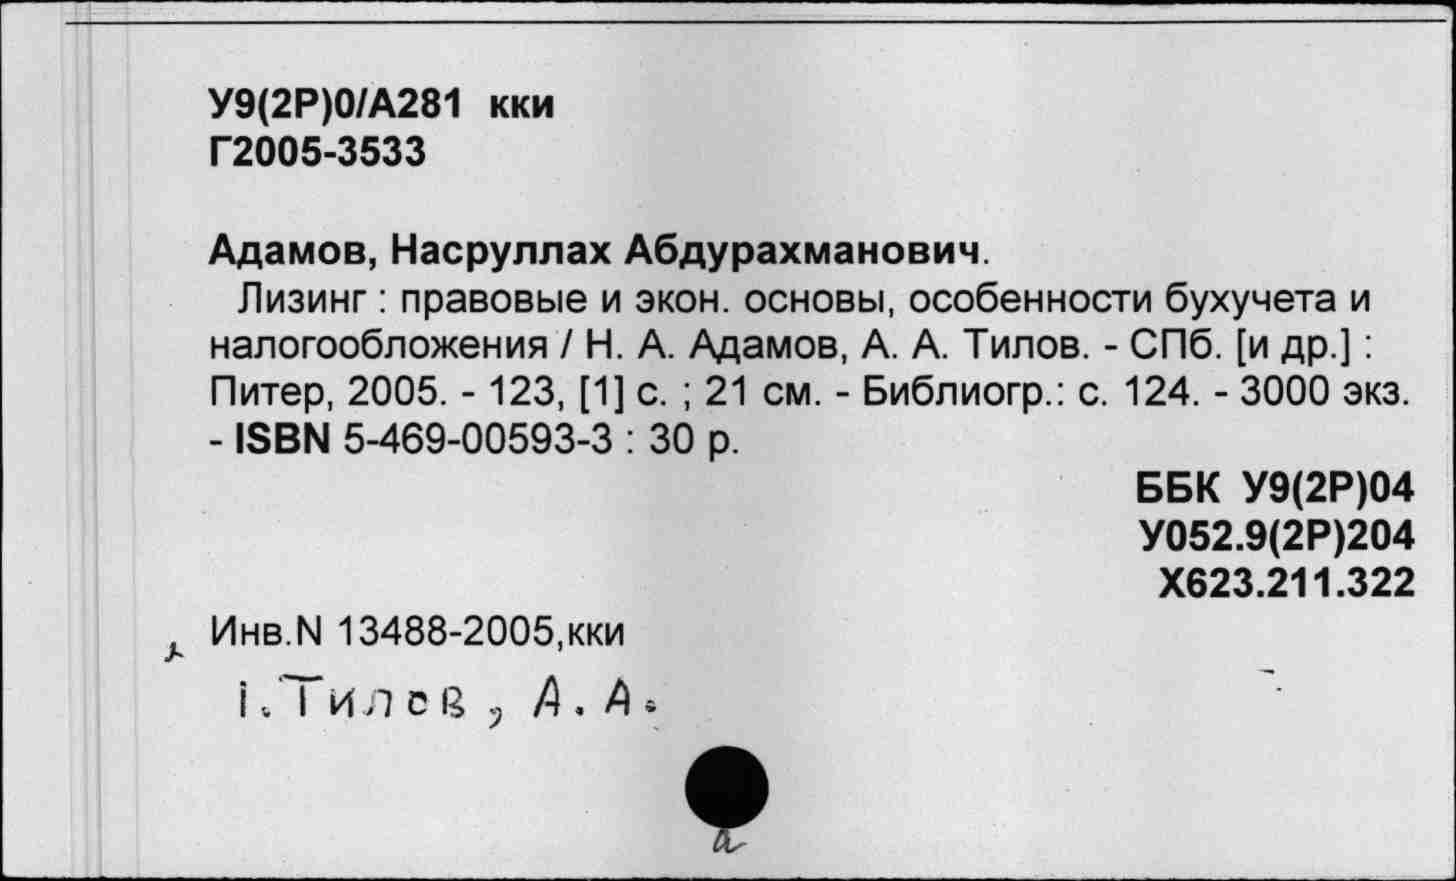 У9(2Р)0/А281 кки
Г2005-3533
Адамов, Насруллах Абдурахманович.
Лизинг : правовые и экон. основы, особенности бухучета и
налогообложения / Н. А. Адамов, А. А. Тилов. - СПб. [и др.] :
Питер, 2005. - 123, [1] с. ; 21 см. - Библиогр.: с. 124. - 3000 экз.
- ISBN 5-469-00593-3 : 30 р.
ББК У9(2Р)04
У052.9(2Р)204
Х623.211.322
Инв.N 13488-2005,кки
1. Тилов, А. А.